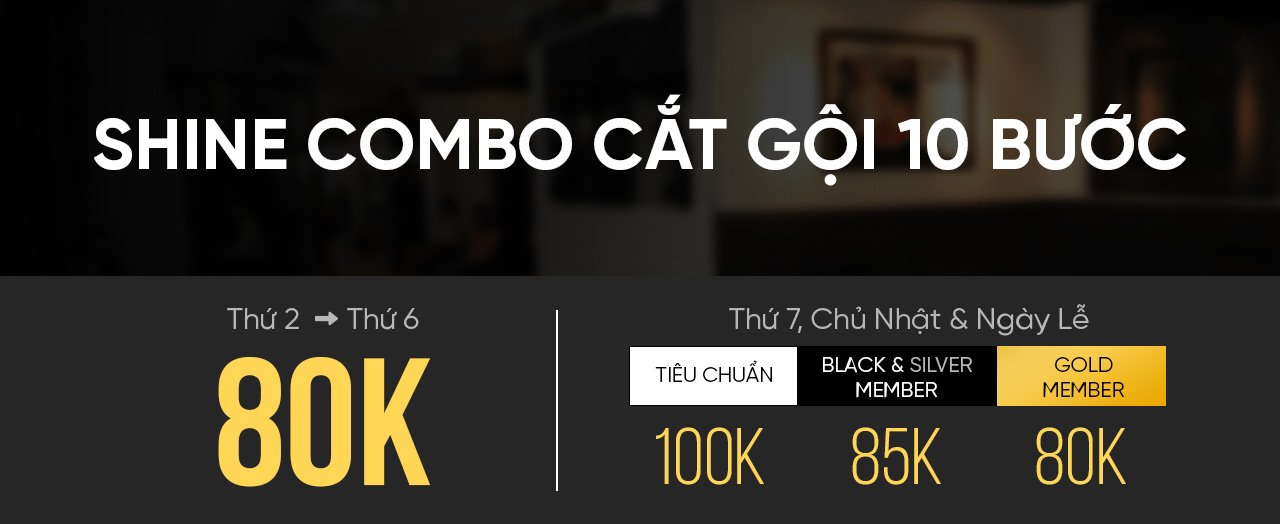 SHINE COMBO CẮT GỘI 10 BƯỚC
Thứ 2 → Thứ 6
80K
Thứ 7, Chủ Nhật & Ngày Lễ
TIÊU CHUẨN
BLACK & SILVER
MEMBER
GOLD
MEMBER
100K
85K
80K